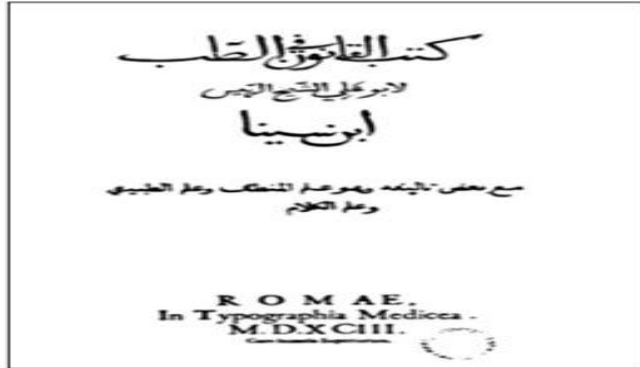 كتب القانون في الطب
لابو علي الشيخ الرئيس
ابن سينا
مع بعض تاليفه وهو علم المنطق وعلم الطبيعي
وعلم الكلام
ROMAE,
In Typographia Medicea.
M.D.XCIII.